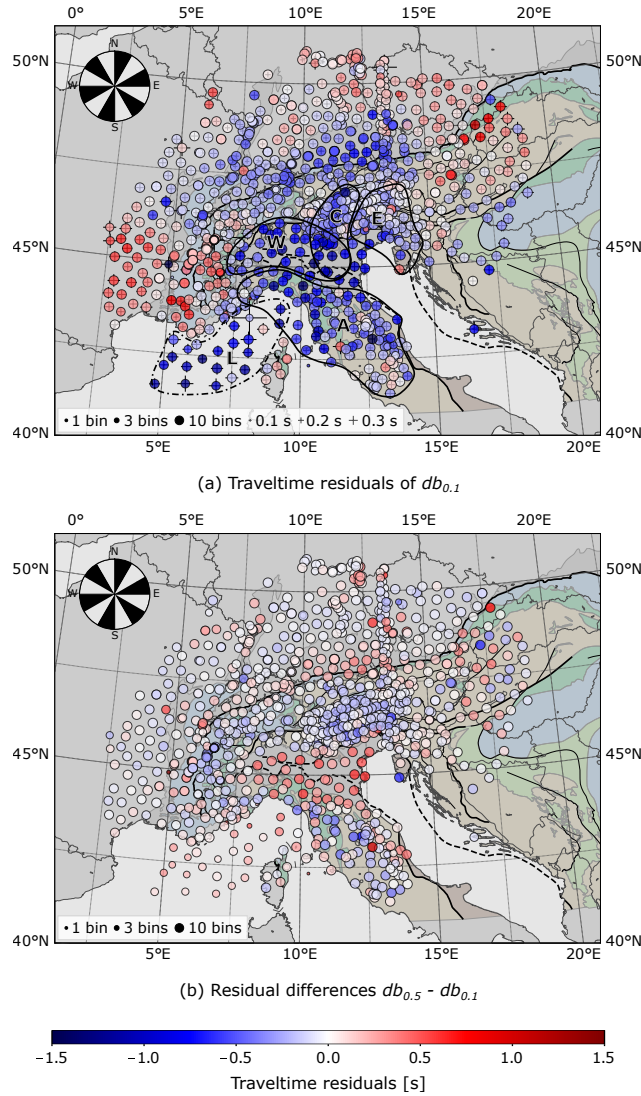 0° 5°E 10°E 15°E 20°E
50°N N 50°N
W E
S
C E
W
45°N 45°N
A
L
1 bin 3 bins 10 bins 0.1 s 0.2 s 0.3 s
40°N 40°N
5°E 10°E 15°E 20°E
(a) Traveltime residuals of db0.1
0° 5°E 10°E 15°E 20°E
50°N N 50°N
W E
S
45°N 45°N
1 bin 3 bins 10 bins
40°N 40°N
5°E 10°E 15°E 20°E
(b) Residual differences db0.5 - db0.1
−1.5 −1.0 −0.5 0.0 0.5 1.0 1.5
Traveltime residuals [s]